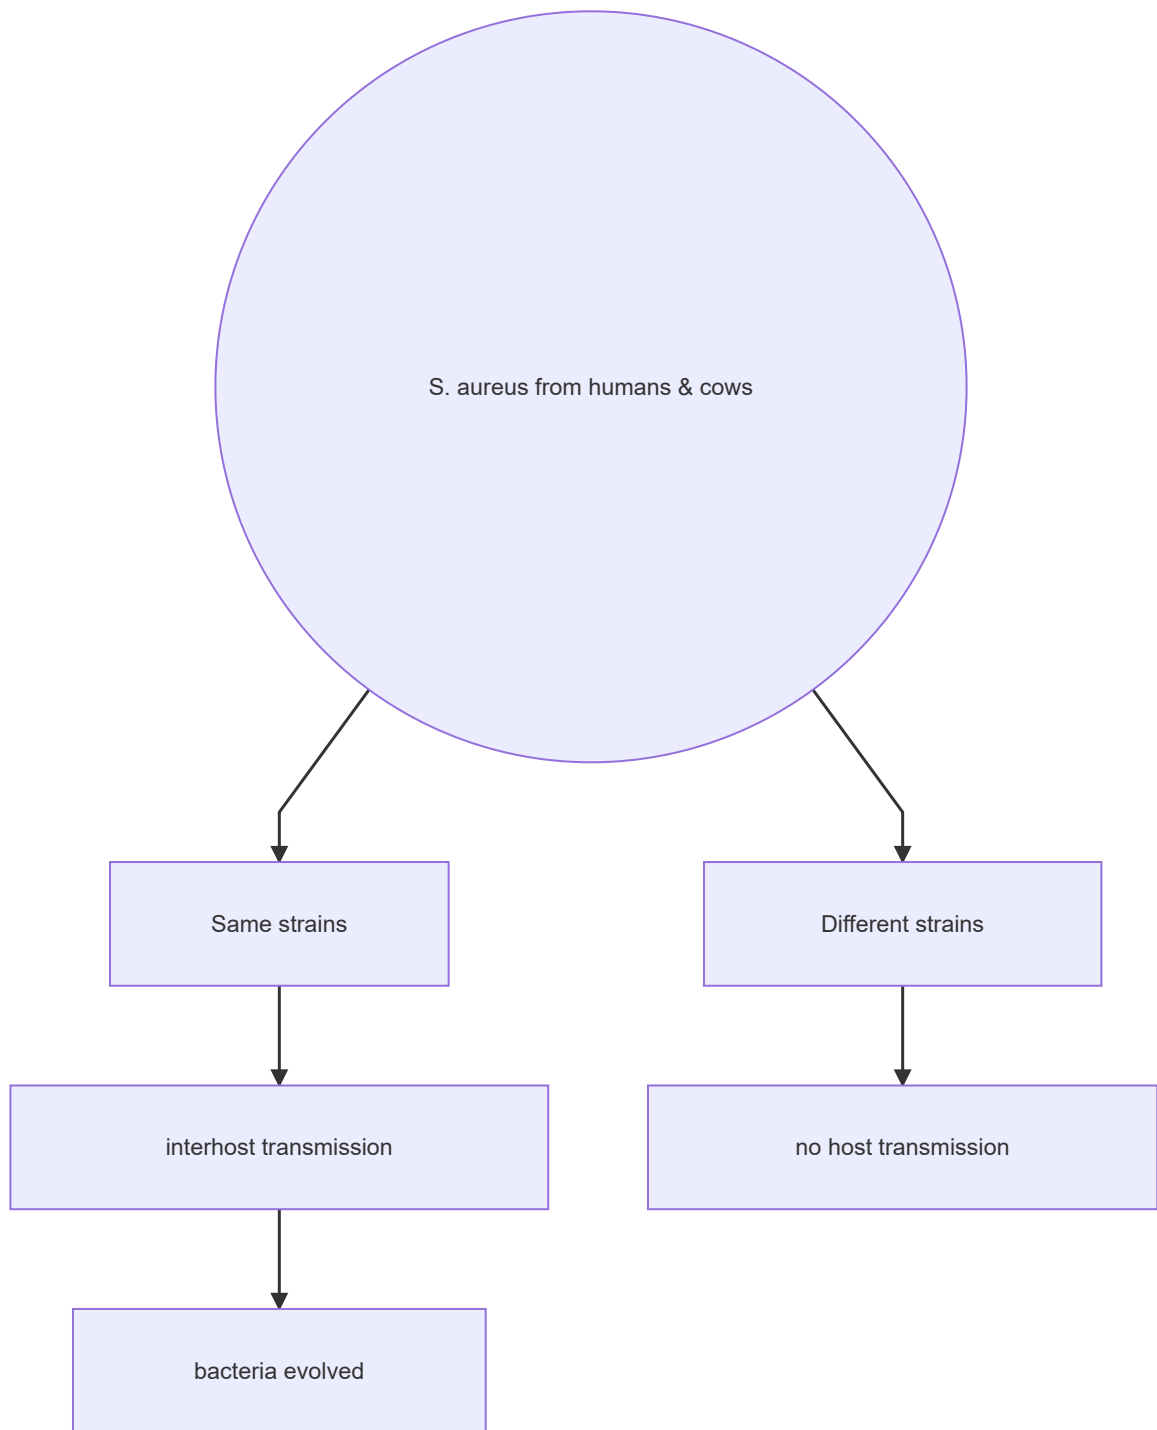 S. aureus from humans & cows
Same strains
Different strains
interhost transmission
no host transmission
bacteria evolved